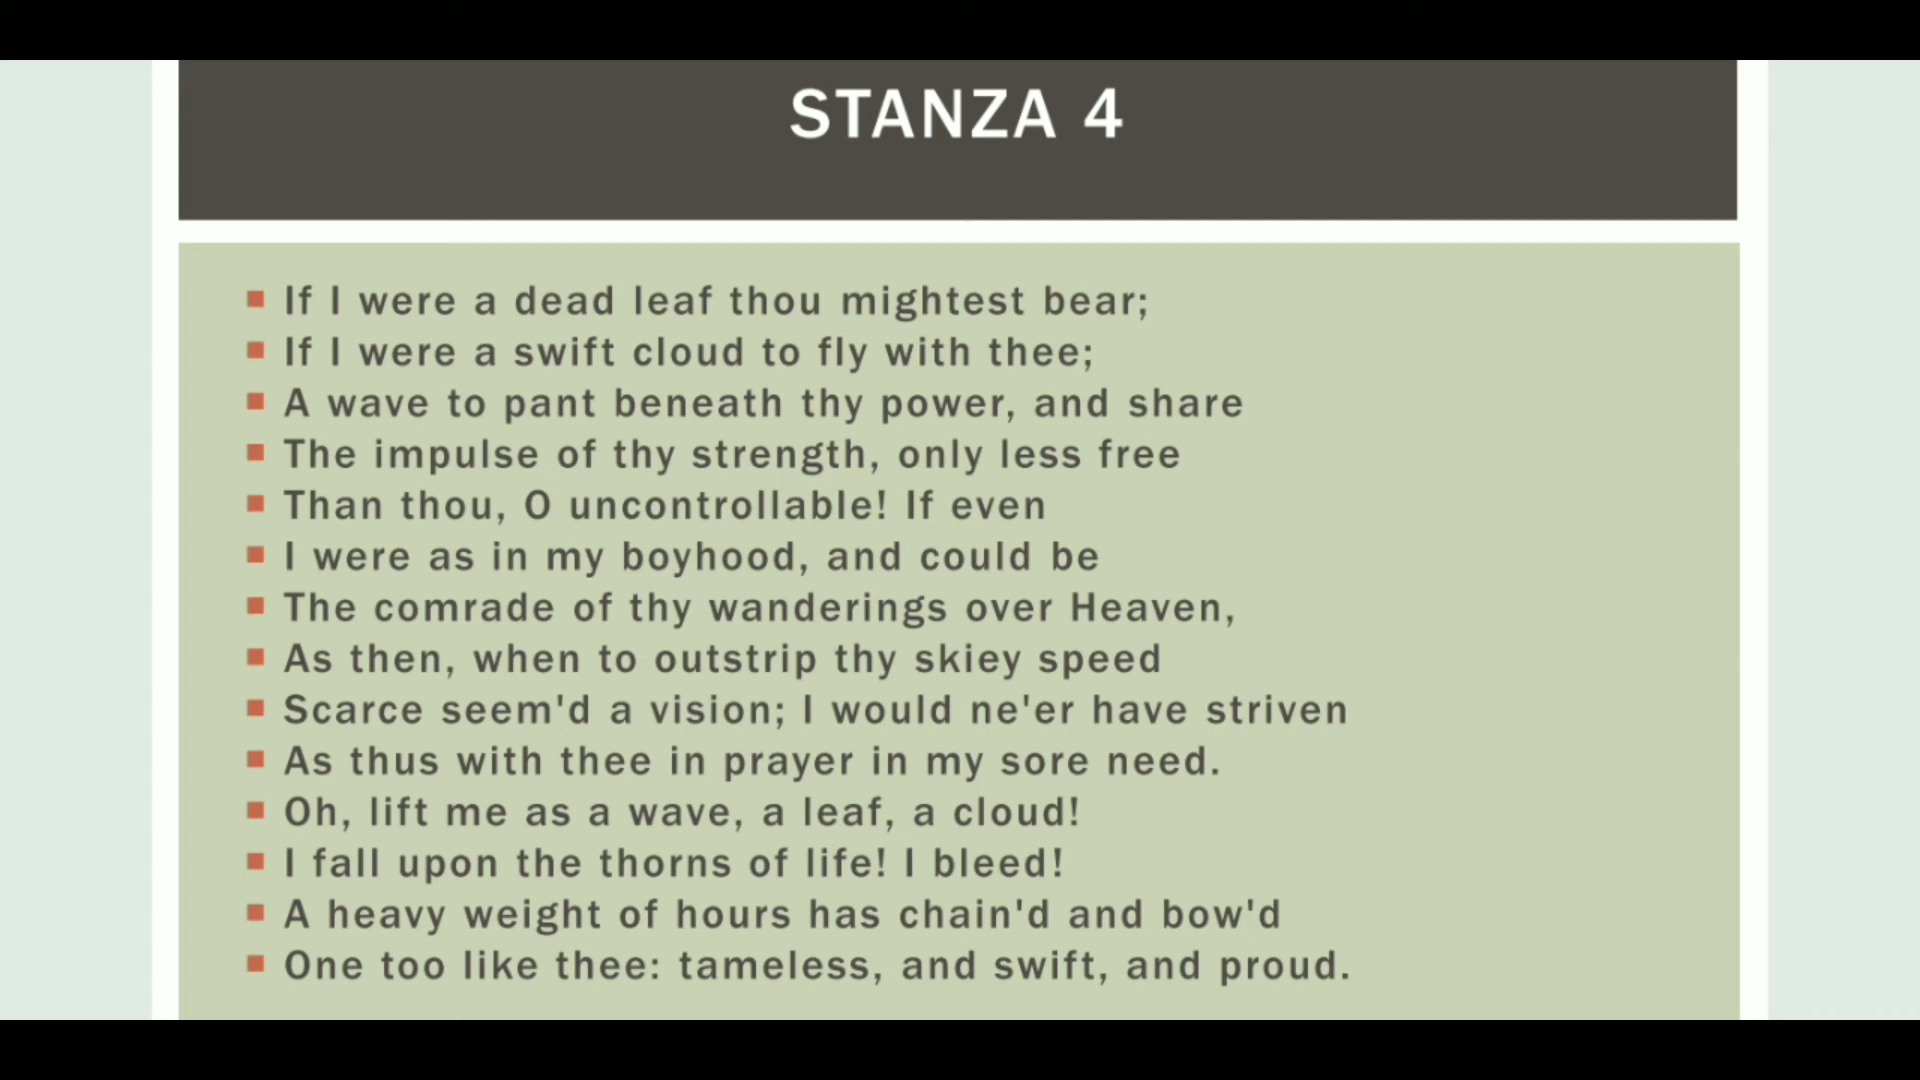 STANZA 4
If I were a dead leaf thou mightest bear;
If I were a swift cloud to fly with thee;
A wave to pant beneath thy power, and share
The impulse of thy strength, only less free
Than thou, O uncontrollable! If even
I were as in my boyhood, and could be
The comrade of thy wanderings over Heaven,
As then, when to outstrip thy skiey speed
Scarce seem'd a vision; I would ne'er have striven
As thus with thee in prayer in my sore need.
Oh, lift me as a wave, a leaf, a cloud!
I fall upon the thorns of life! I bleed!
A heavy weight of hours has chain'd and bow'd
One too like thee: tameless, and swift, and proud.